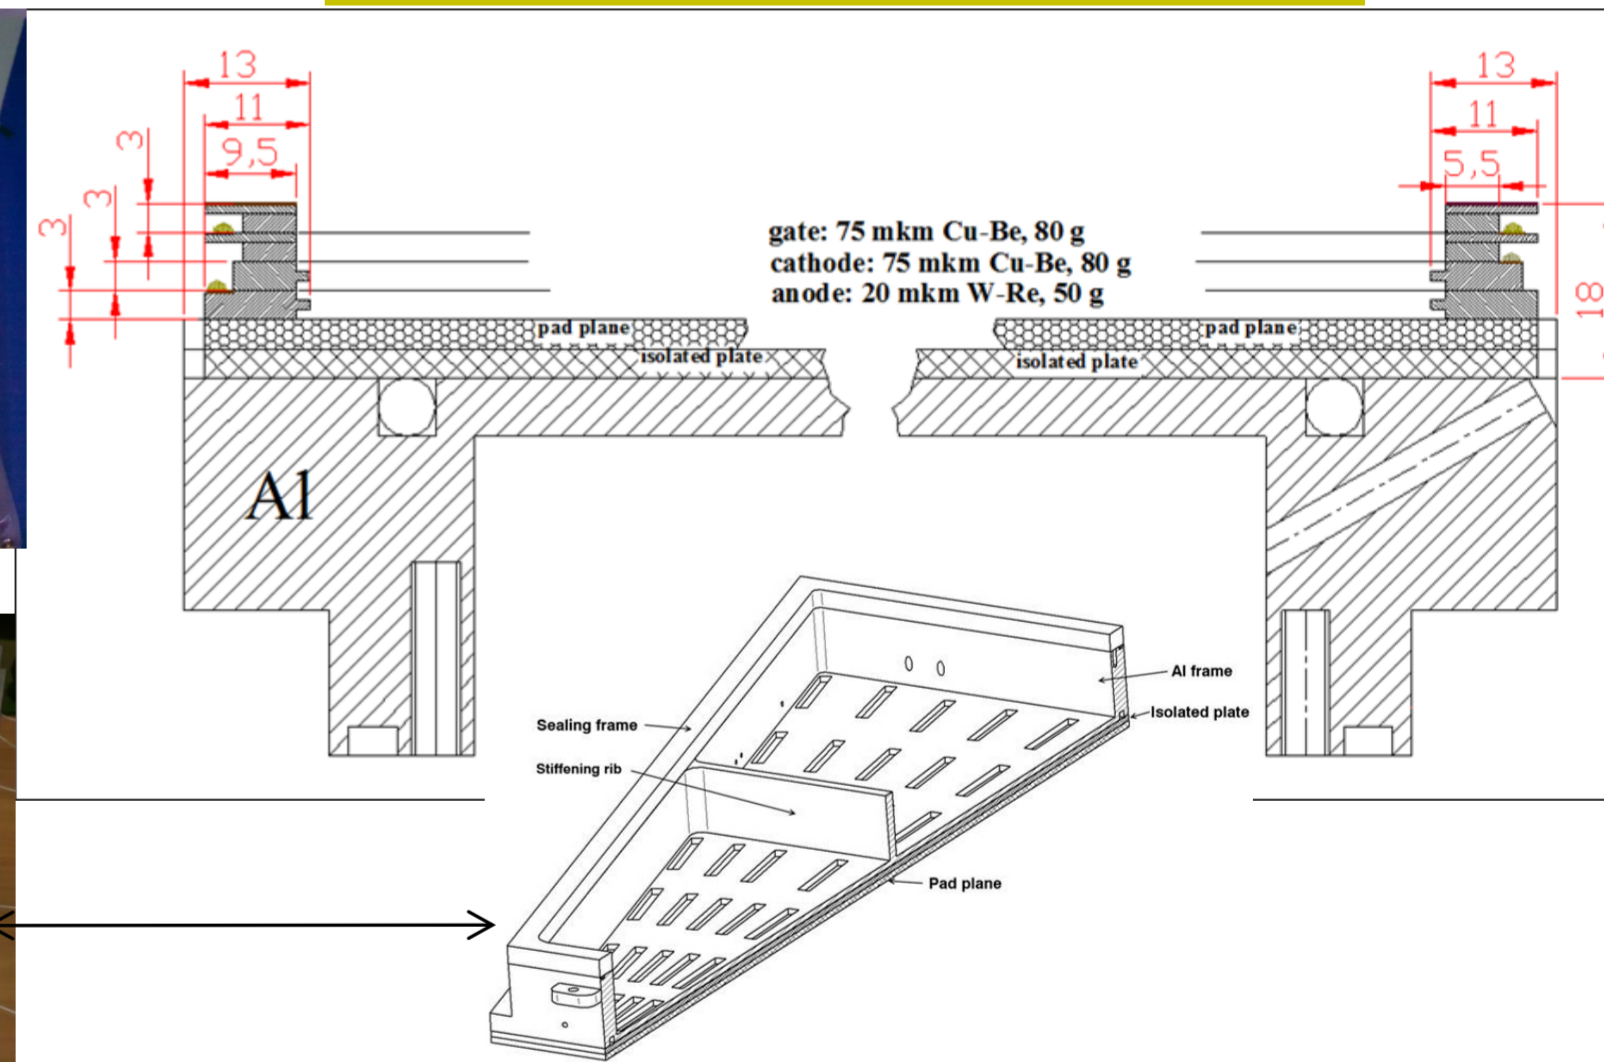 13
11
9,5
3
3
3
13
11
5,5
18
gate: 75 mkm Cu-Be, 80 g
cathode: 75 mkm Cu-Be, 80 g
anode: 20 mkm W-Re, 50 g
pad plane
pad plane
isolated plate
isolated plate
Al
Al frame
Isolated plate
Sealing frame
Stiffening rib
Pad plane